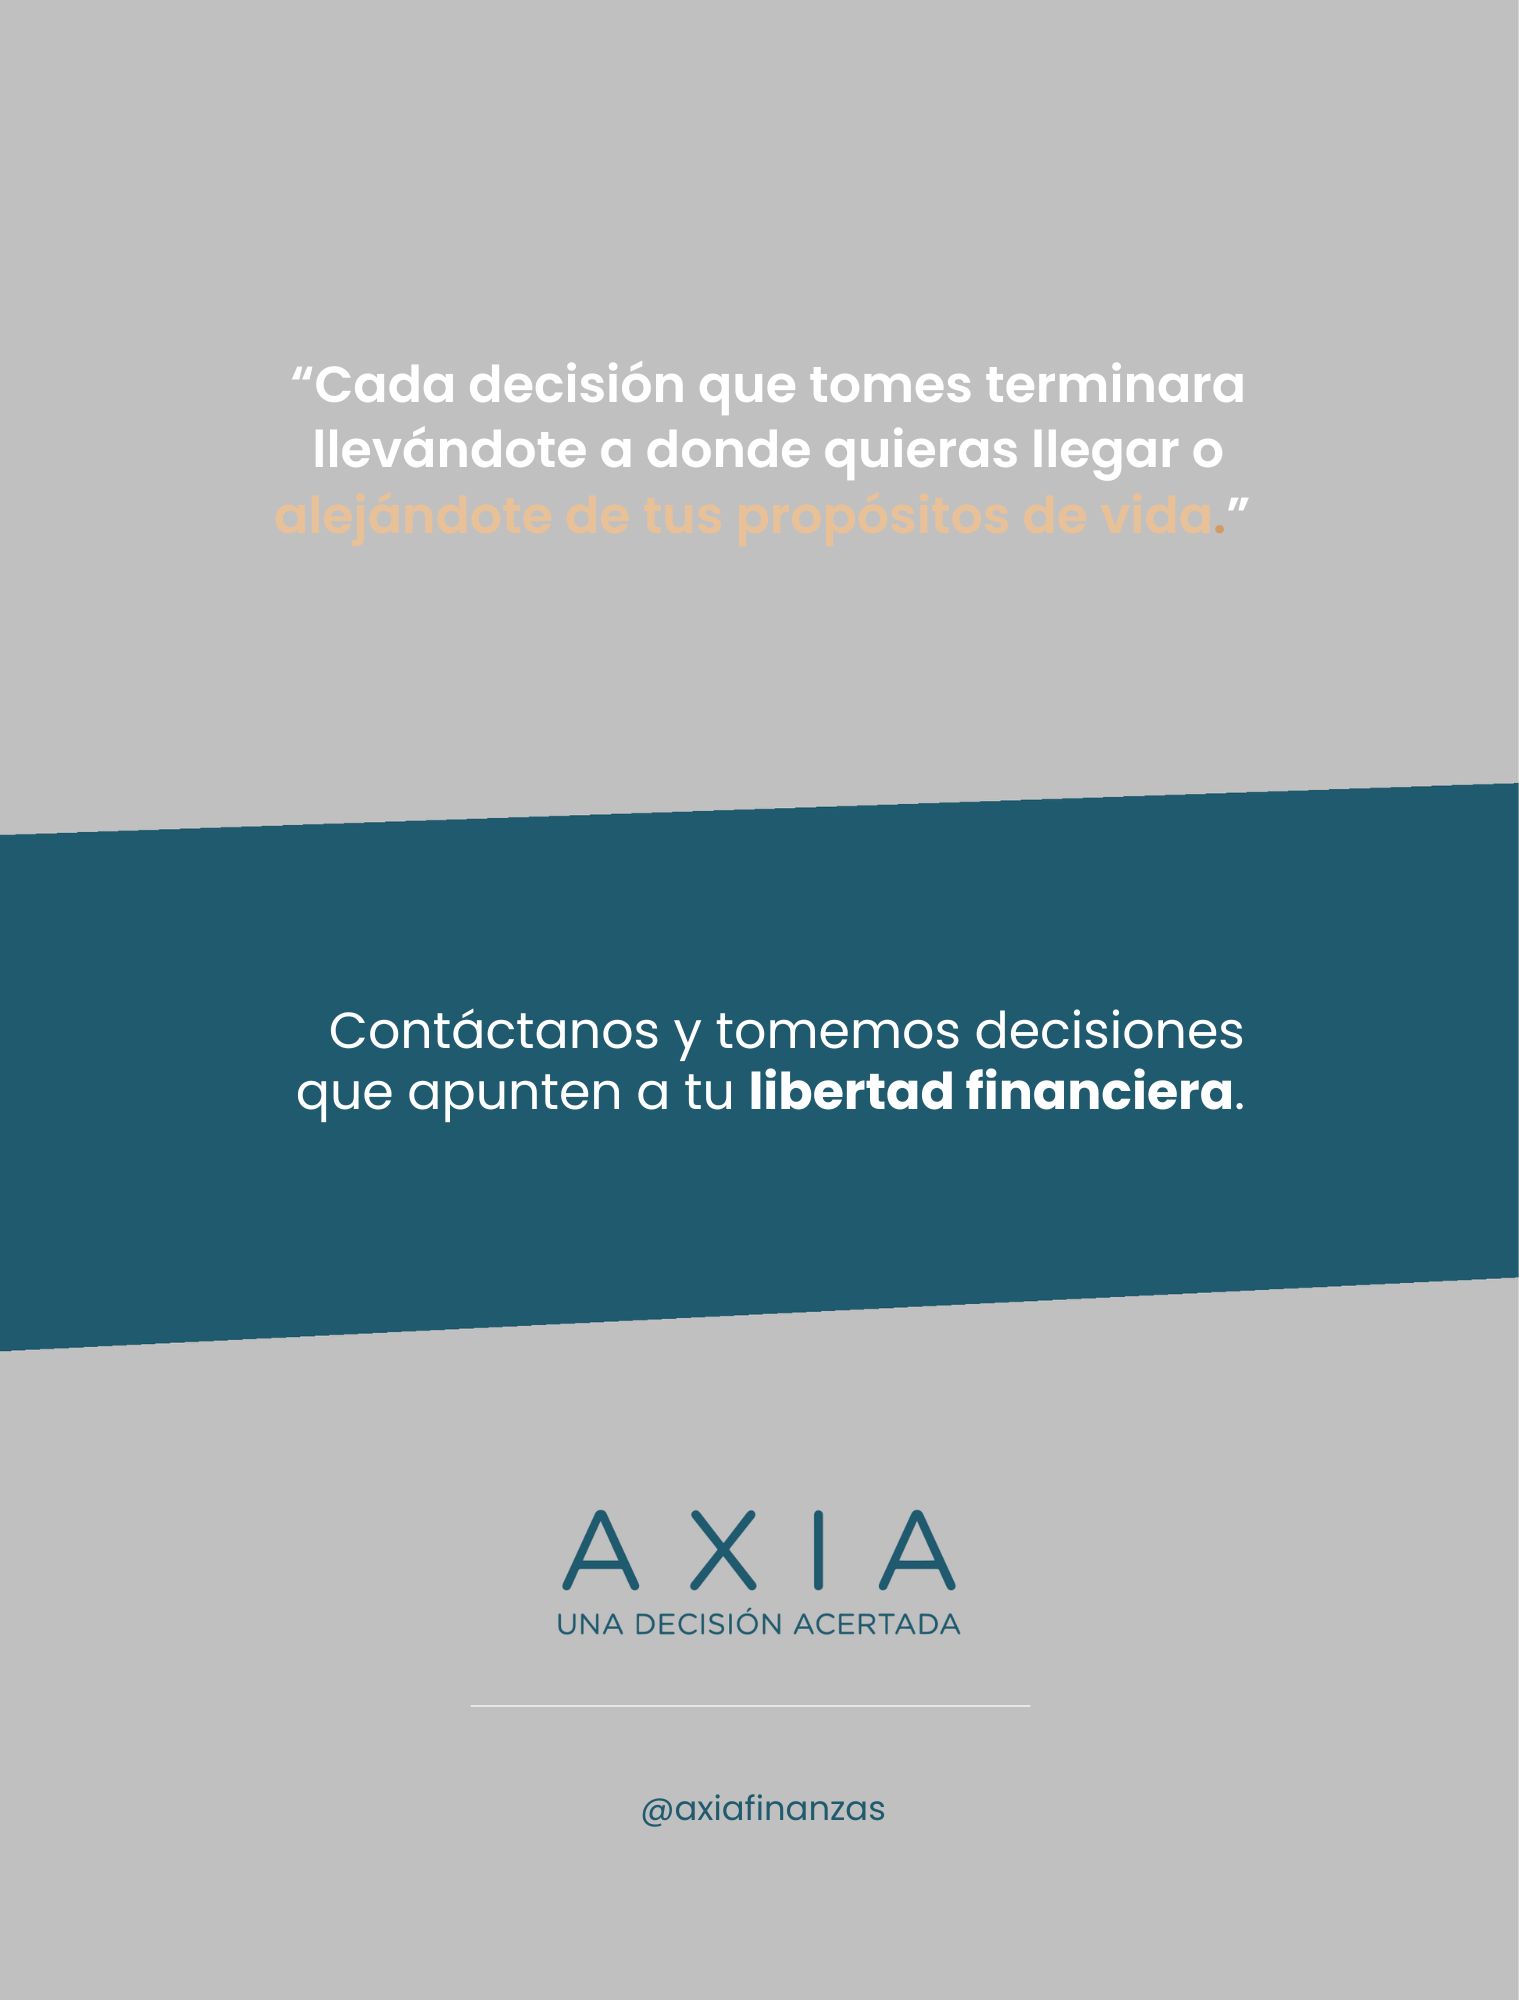 “Cada decisión que tomes terminara
llevándote a donde quieras llegar o
alejándote de tus propósitos de vida.”
Contáctanos y tomemos decisiones
que apunten a tu libertad financiera.
AXIA
UNA DECISIÓN ACERTADA
@axiafinanzas